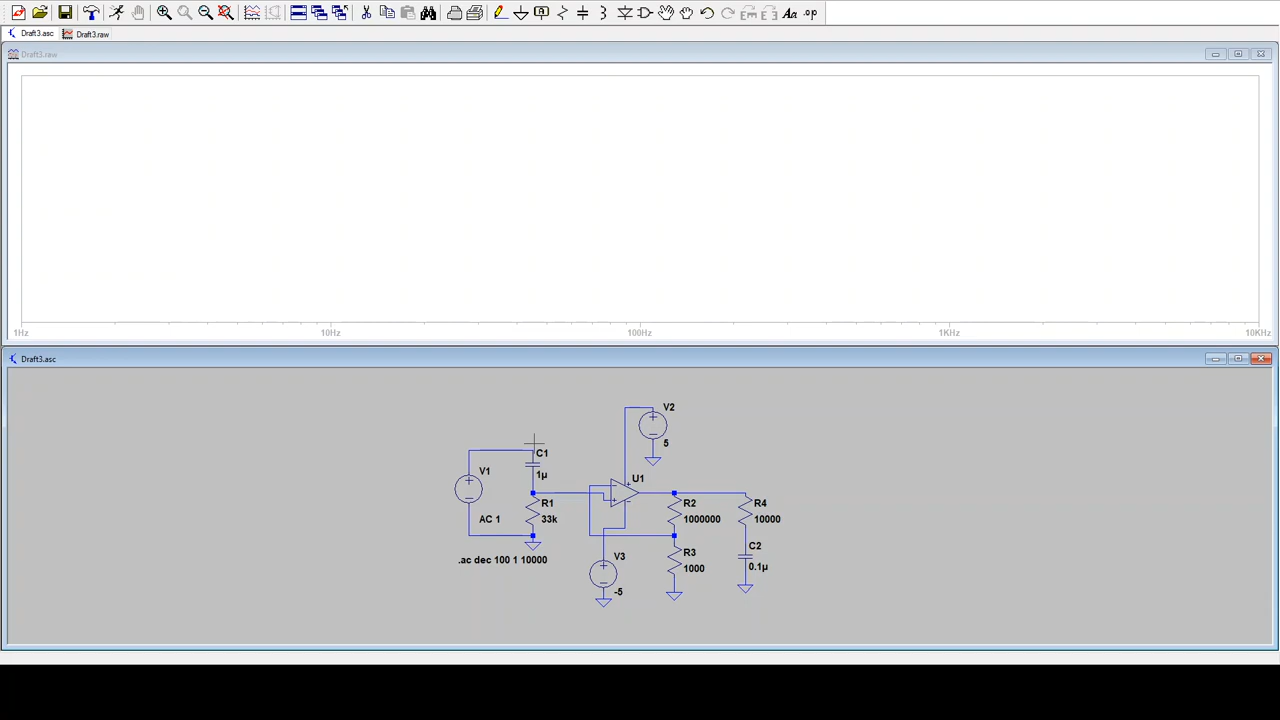 Aa .op
Draft3.asc Draft3.raw
Draft3.raw
1Hz 10Hz 100Hz 1KHz 10KHz
Draft3.asc
V2
5
C1
1µ
V1
AC 1
U1
R1
33k
R2
1000000
R4
10000
.ac dec 100 1 10000
V3
-5
R3
1000
C2
0.1µ